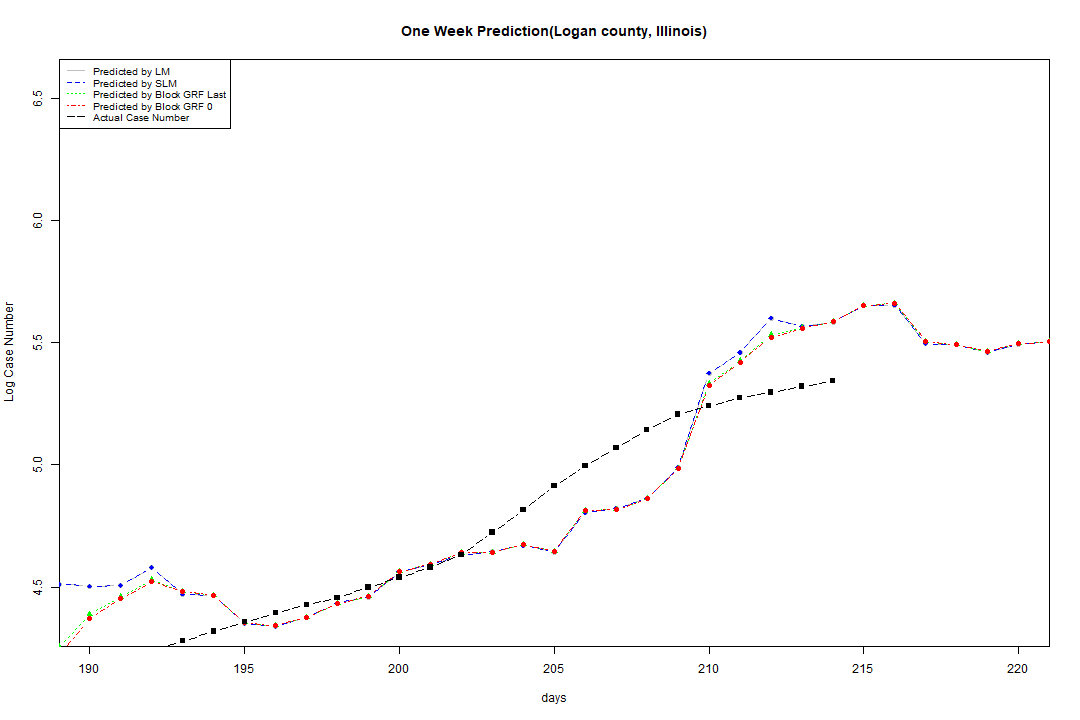 One Week Prediction(Logan county, Illinois)
Predicted by LM
Predicted by SLM
Predicted by Block GRF Last
Predicted by Block GRF 0
Actual Case Number
6.5
6.0
5.5
5.0
4.5
Log Case Number
190 195 200 205 210 215 220
days